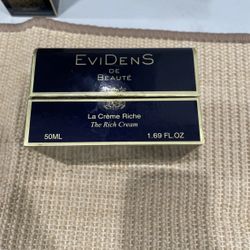 EviDenS
DE
BEAUTÉ
La Crème Riche
The Rich Cream
50ML 1.69 FL.OZ